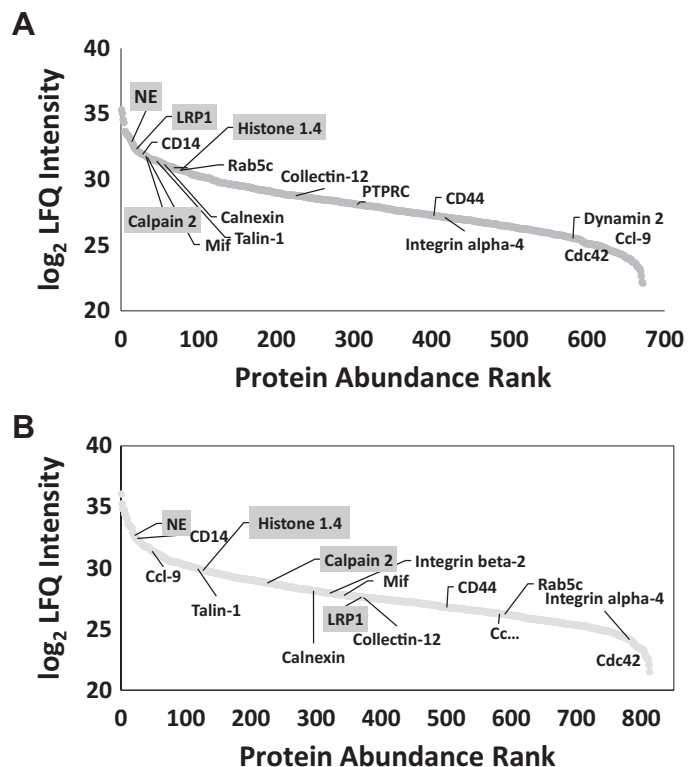 A
log2 LFQ Intensity
40
35
30
25
20
NE
LRP1
CD14
Histone 1.4
Rab5c
Collectin-12
PTPRC
CD44
Calpain 2
Calnexin
Talin-1
Mif
Integrin alpha-4
Dynamin 2
Ccl-9
Cdc42
0 100 200 300 400 500 600 700
Protein Abundance Rank
B
log2 LFQ Intensity
40
35
30
25
20
NE
CD14
Histone 1.4
Ccl-9
Talin-1
Calpain 2
Integrin beta-2
Mif
LRP1
Collectin-12
Calnexin
CD44
Rab5c
Cc...
Integrin alpha-4
Cdc42
0 100 200 300 400 500 600 700 800
Protein Abundance Rank